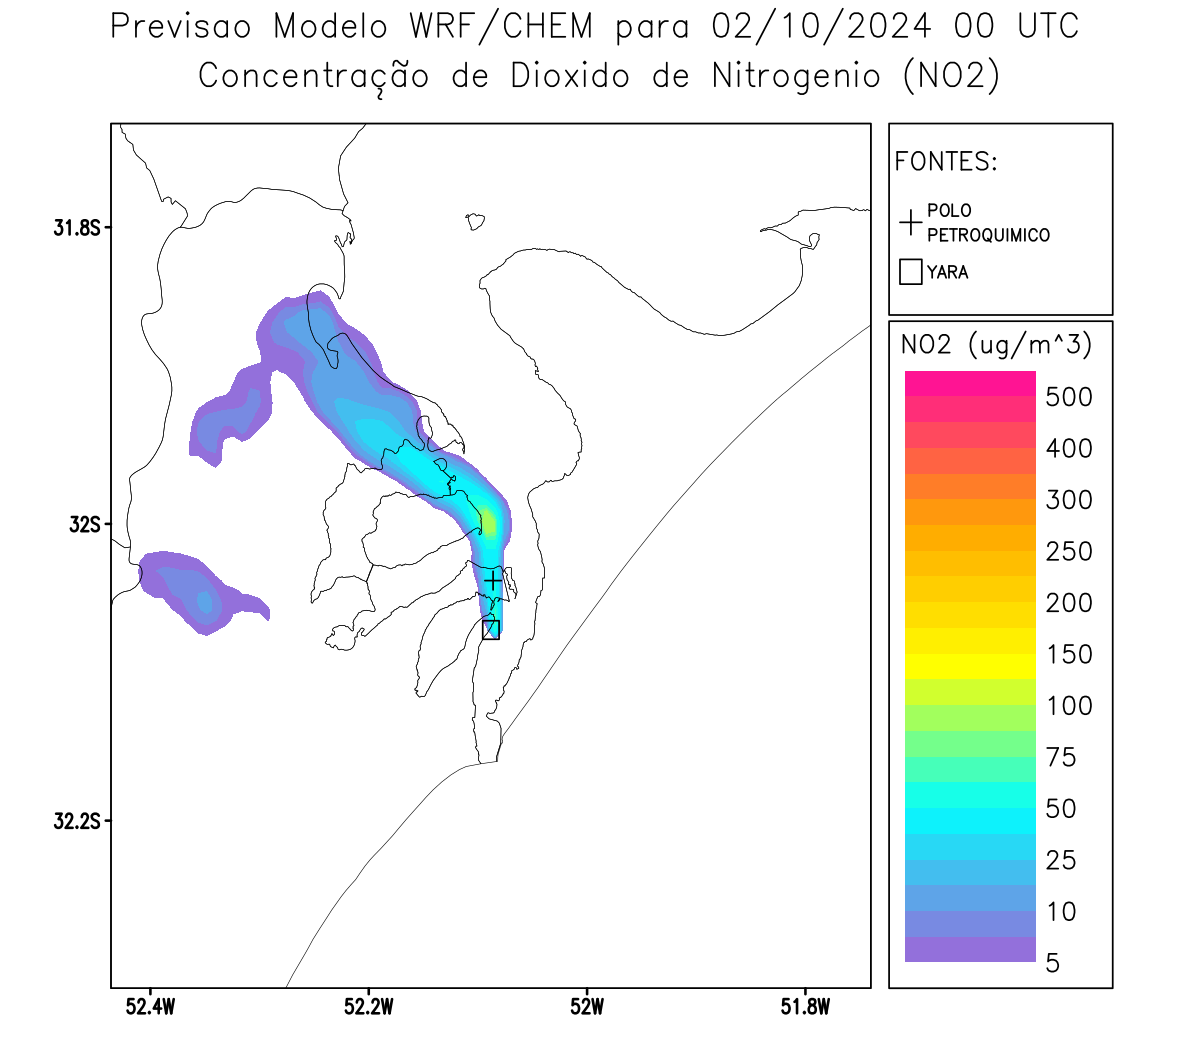 Previsao Modelo WRF/CHEM para 02/10/2024 00 UTC
Concentração de Dioxido de Nitrogenio (NO2)
FONTES:
POLO
PETROQUIMICO
YARA
NO2 (ug/m^3)
500
400
300
250
200
150
100
75
50
25
10
5
31.8S
32S
32.2S
52.4W
52.2W
52W
51.8W